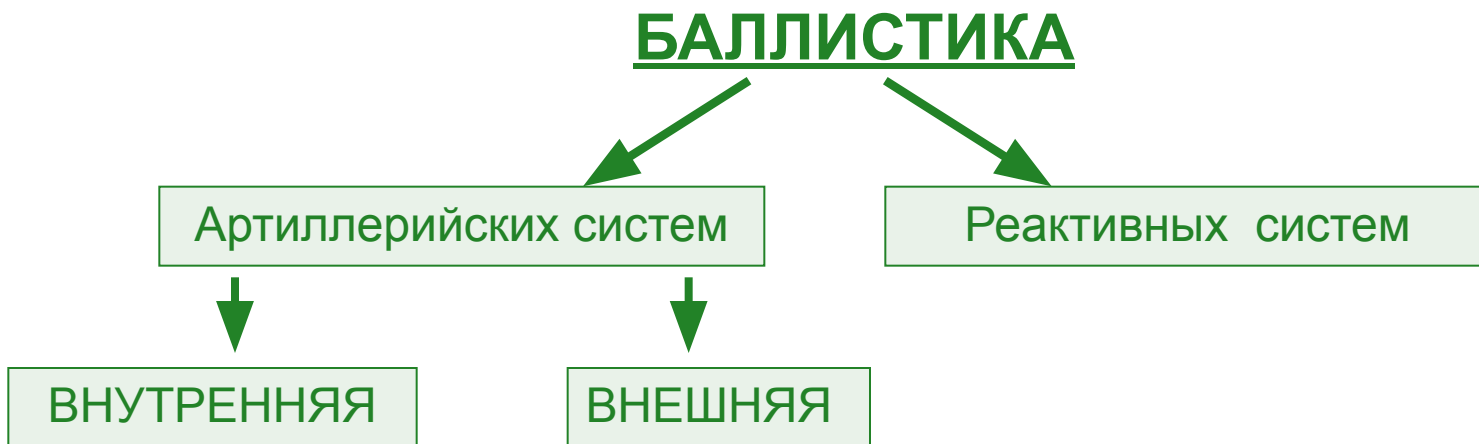 БАЛЛИСТИКА
Артиллерийских систем
Реактивных систем
ВНУТРЕННЯЯ
ВНЕШНЯЯ